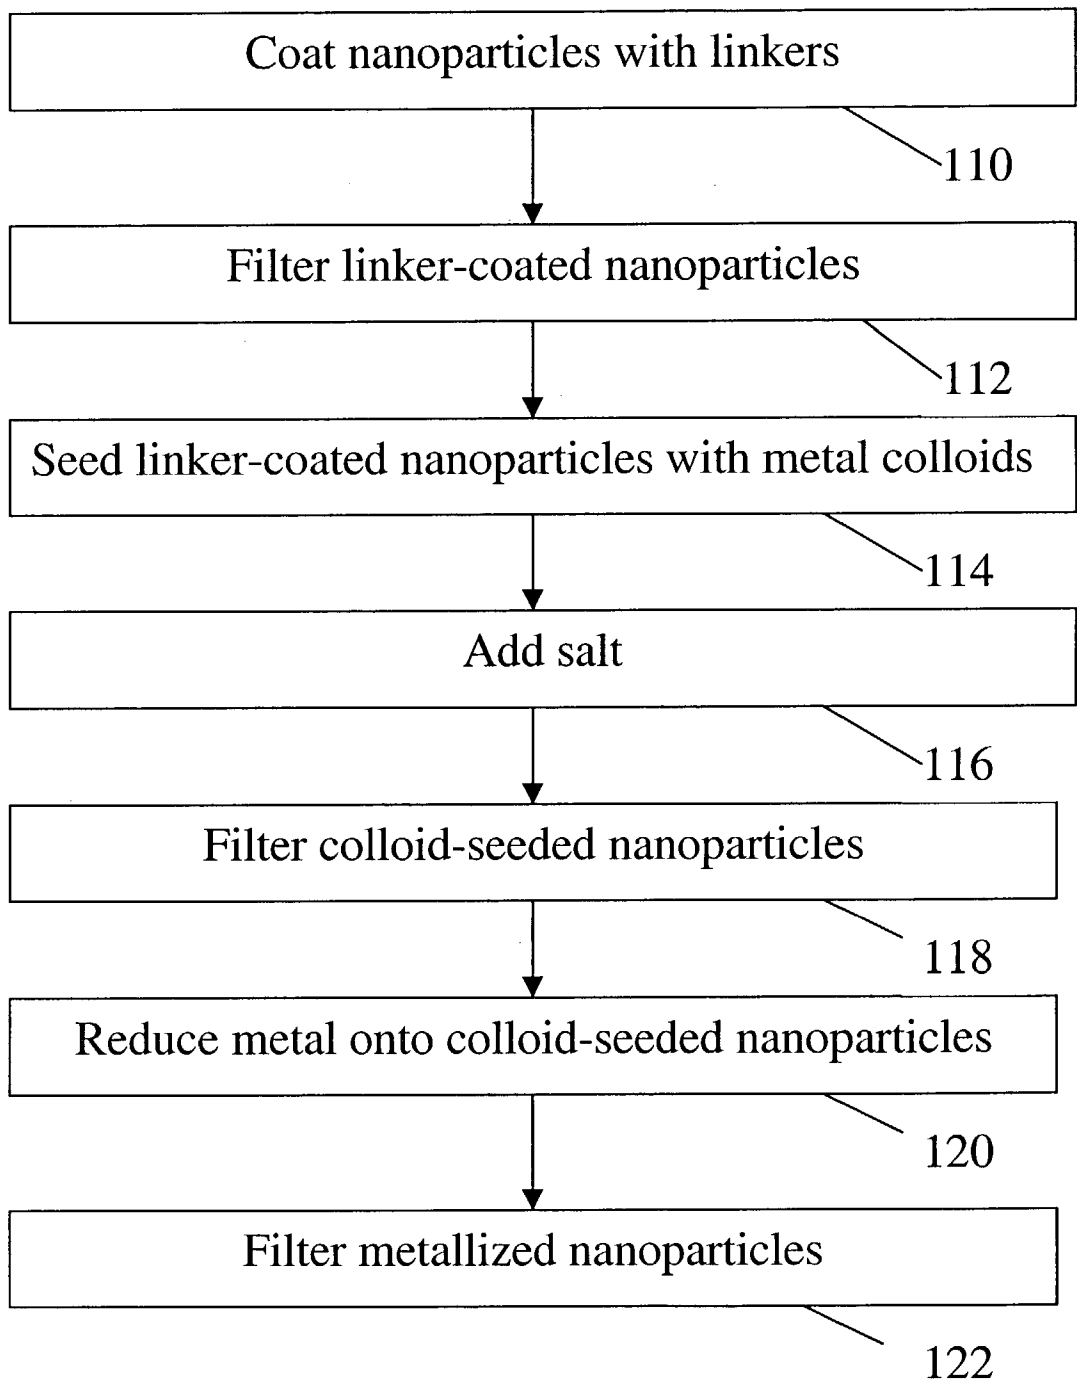 Coat nanoparticles with linkers
110
Filter linker-coated nanoparticles
112
Seed linker-coated nanoparticles with metal colloids
114
Add salt
116
Filter colloid-seeded nanoparticles
118
Reduce metal onto colloid-seeded nanoparticles
120
Filter metallized nanoparticles
122